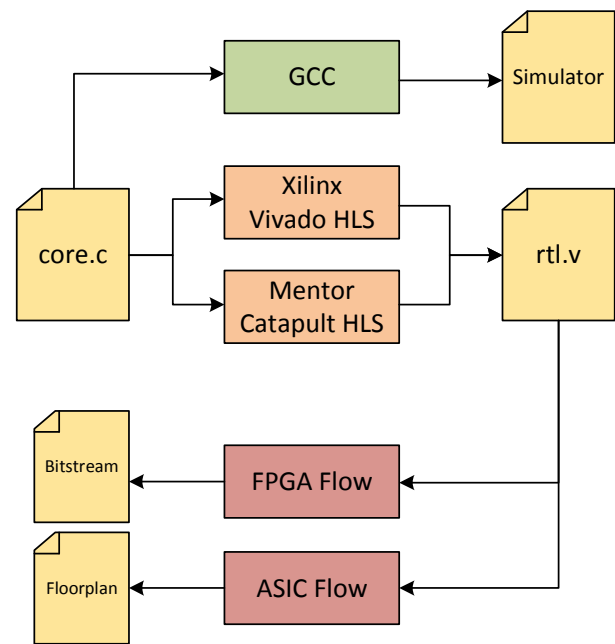 GCC
Simulator
Xilinx
Vivado HLS
core.c
rtl.v
Mentor
Catapult HLS
Bitstream
FPGA Flow
Floorplan
ASIC Flow